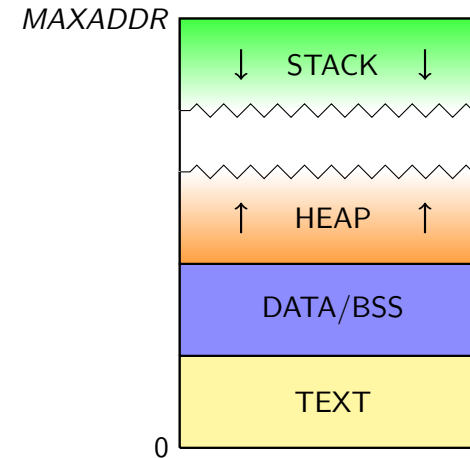 MAXADDR
↓ STACK ↓
↑ HEAP ↑
DATA/BSS
TEXT
0